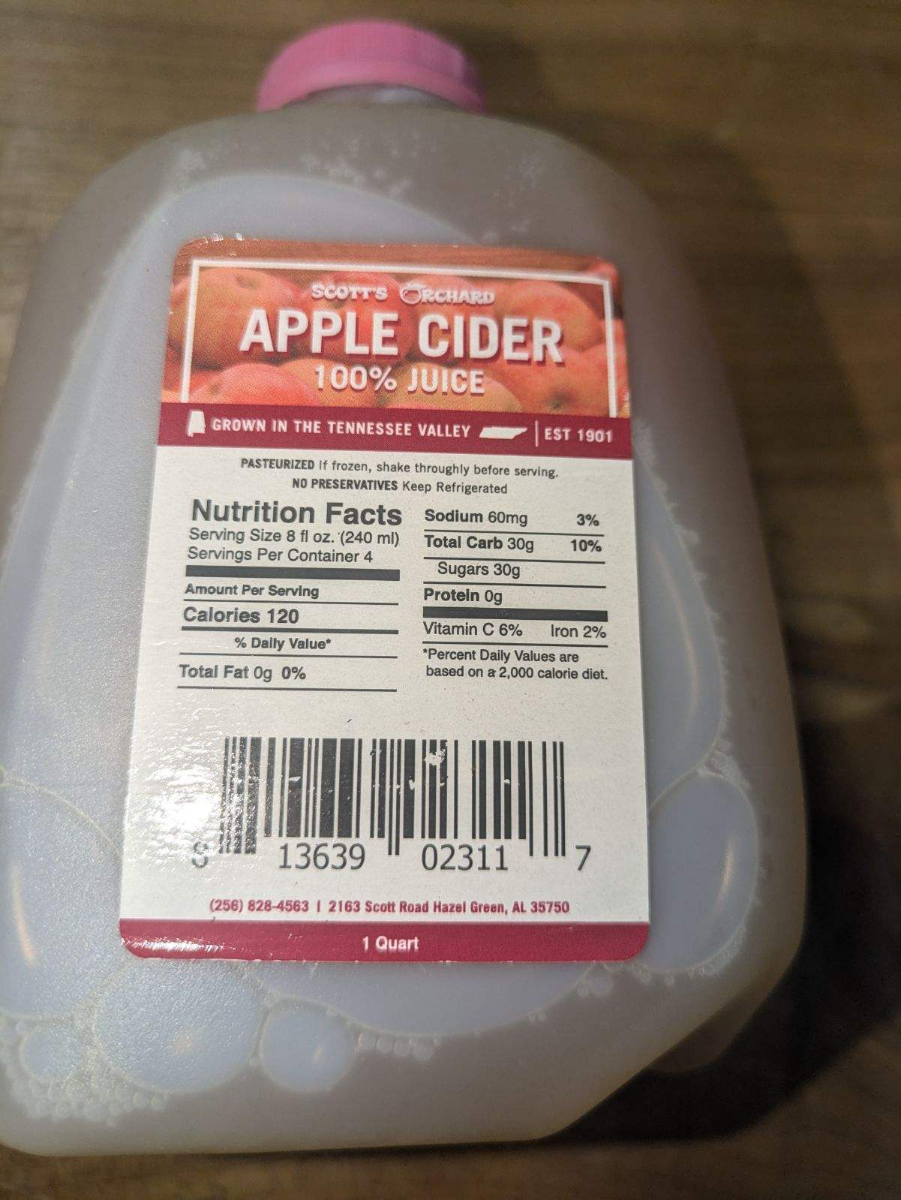 SCOTT'S ORCHARD
APPLE CIDER
100% JUICE
GROWN IN THE TENNESSEE VALLEY | EST 1901
PASTEURIZED If frozen, shake throughly before serving.
NO PRESERVATIVES Keep Refrigerated
Nutrition Facts
Serving Size 8 fl oz. (240 ml)
Servings Per Container 4
Amount Per Serving
Calories 120
% Daily Value*
Total Fat 0g 0%
Sodium 60mg 3%
Total Carb 30g 10%
Sugars 30g
Protein 0g
Vitamin C 6% Iron 2%
*Percent Daily Values are
based on a 2,000 calorie diet.
8 13639 02311 7
(256) 828-4563 | 2163 Scott Road Hazel Green, AL 35750
1 Quart